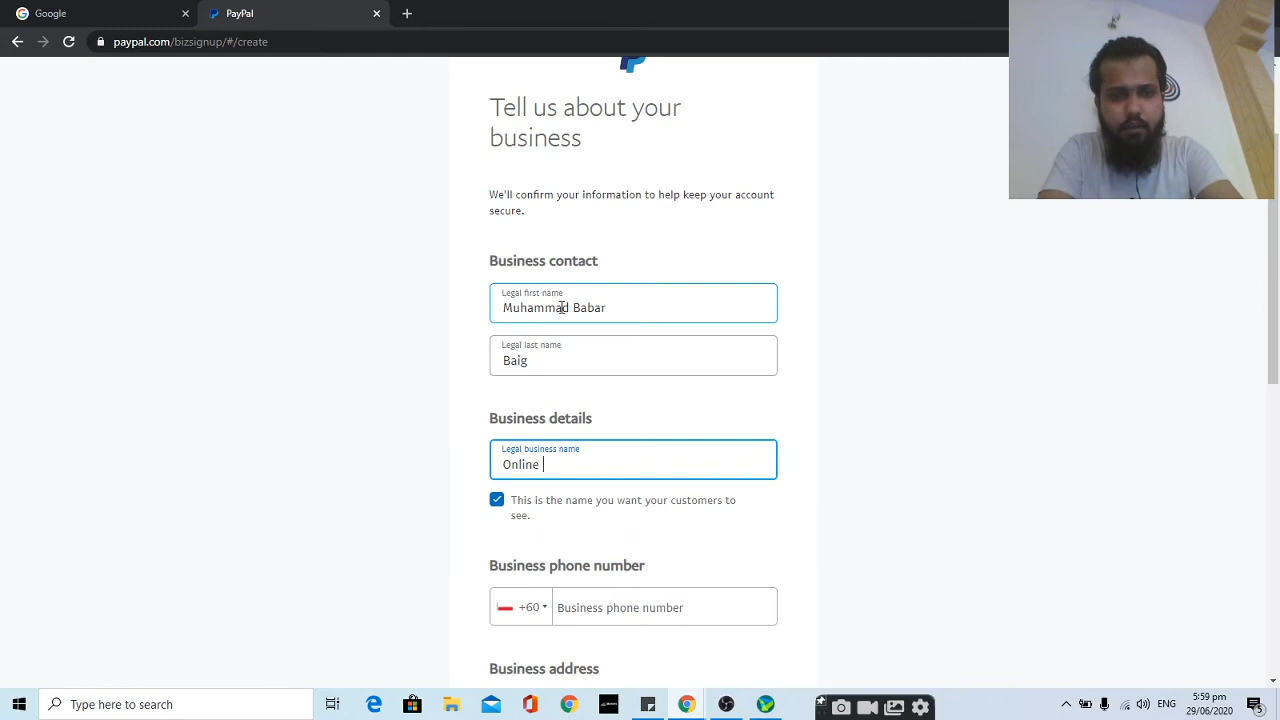 Google
PayPal
paypal.com/bizsignup/#/create
Tell us about your
business
We'll confirm your information to help keep your account
secure.
Business contact
Legal first name
Muhammad Babar
Legal last name
Baig
Business details
Legal business name
Online
This is the name you want your customers to
see.
Business phone number
+60
Business phone number
Business address
Type here to search
ENG
5:59 pm
29/06/2020
5